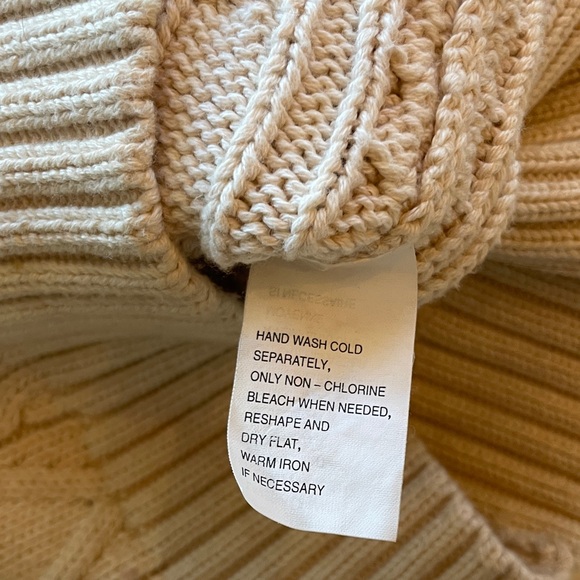 HAND WASH COLD
SEPARATELY,
ONLY NON – CHLORINE
BLEACH WHEN NEEDED,
RESHAPE AND
DRY FLAT,
WARM IRON
IF NECESSARY